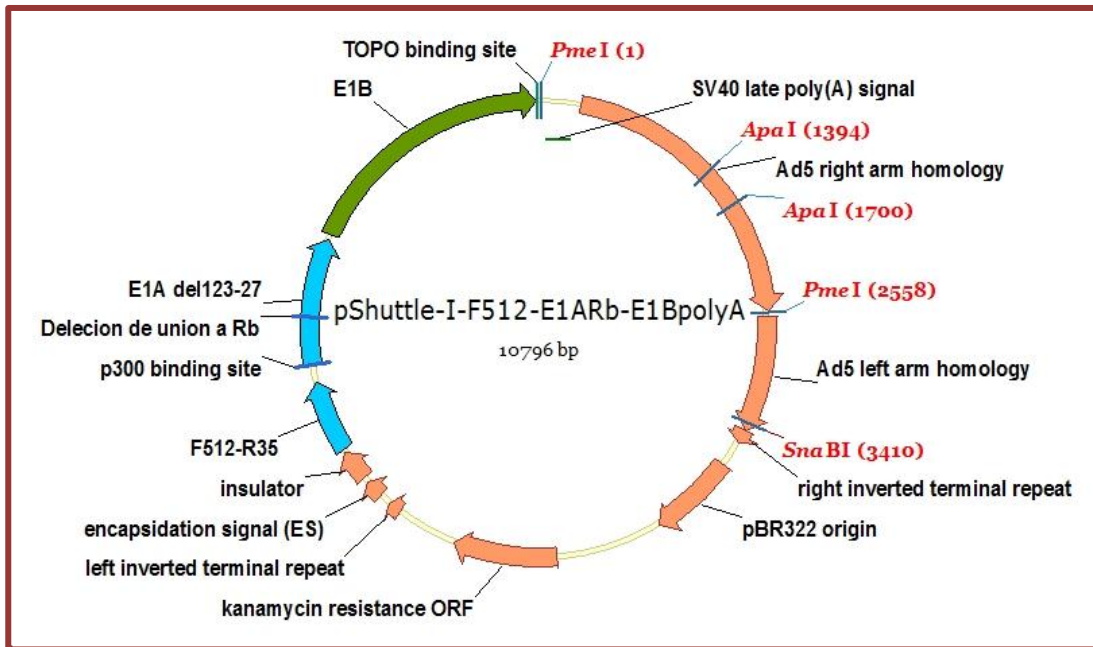 TOPO binding site
PmeI (1)
E1B
SV40 late poly(A) signal
ApaI (1394)
Ad5 right arm homology
ApaI (1700)
E1A del123-27
PmeI (2558)
Delecion de union a Rb
pShuttle-I-F512-E1ARb-E1BpolyA
10796 bp
p300 binding site
Ad5 left arm homology
F512-R35
SnaBI (3410)
insulator
right inverted terminal repeat
encapsidation signal (ES)
pBR322 origin
left inverted terminal repeat
kanamycin resistance ORF